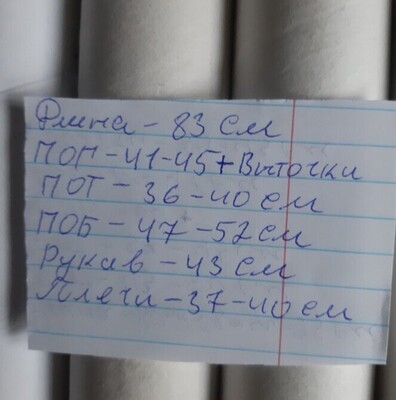 Длина - 83 см
ПОГ - 41-45 + Выточки
ПОТ - 36-40 см
ПОБ - 47-52 см
Рукав - 43 см
Плечи - 37-40 см